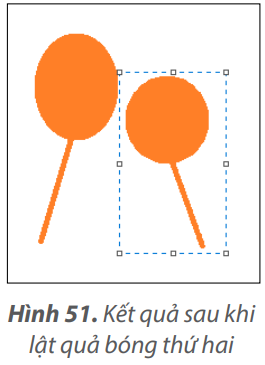 Hình 51. Kết quả sau khi
lật quả bóng thứ hai